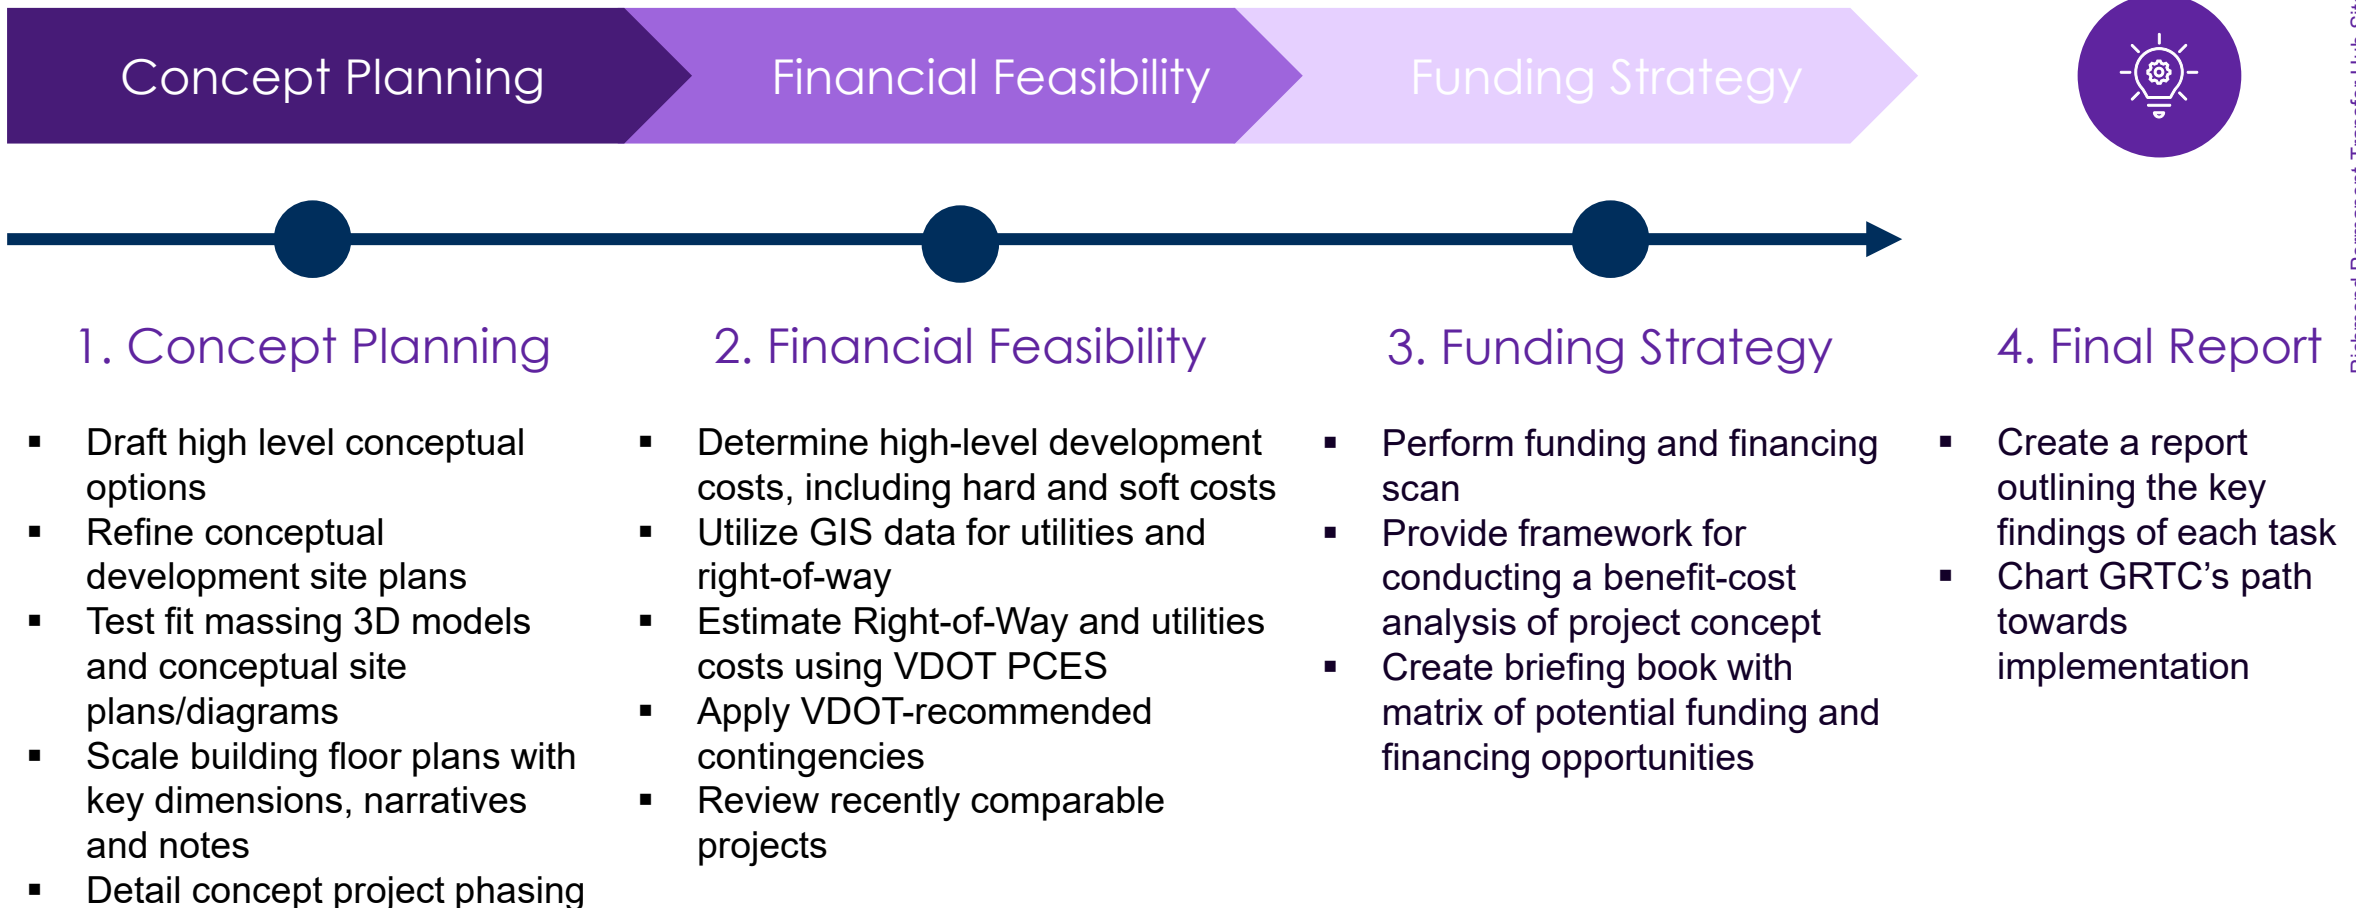 Concept Planning
Financial Feasibility
Funding Strategy
1. Concept Planning
▪ Draft high level conceptual
options
▪ Refine conceptual
development site plans
▪ Test fit massing 3D models
and conceptual site
plans/diagrams
▪ Scale building floor plans with
key dimensions, narratives
and notes
▪ Detail concept project phasing
2. Financial Feasibility
▪ Determine high-level development
costs, including hard and soft costs
▪ Utilize GIS data for utilities and
right-of-way
▪ Estimate Right-of-Way and utilities
costs using VDOT PCES
▪ Apply VDOT-recommended
contingencies
▪ Review recently comparable
projects
3. Funding Strategy
▪ Perform funding and financing
scan
▪ Provide framework for
conducting a benefit-cost
analysis of project concept
▪ Create briefing book with
matrix of potential funding and
financing opportunities
4. Final Report
▪ Create a report
outlining the key
findings of each task
▪ Chart GRTC’s path
towards
implementation